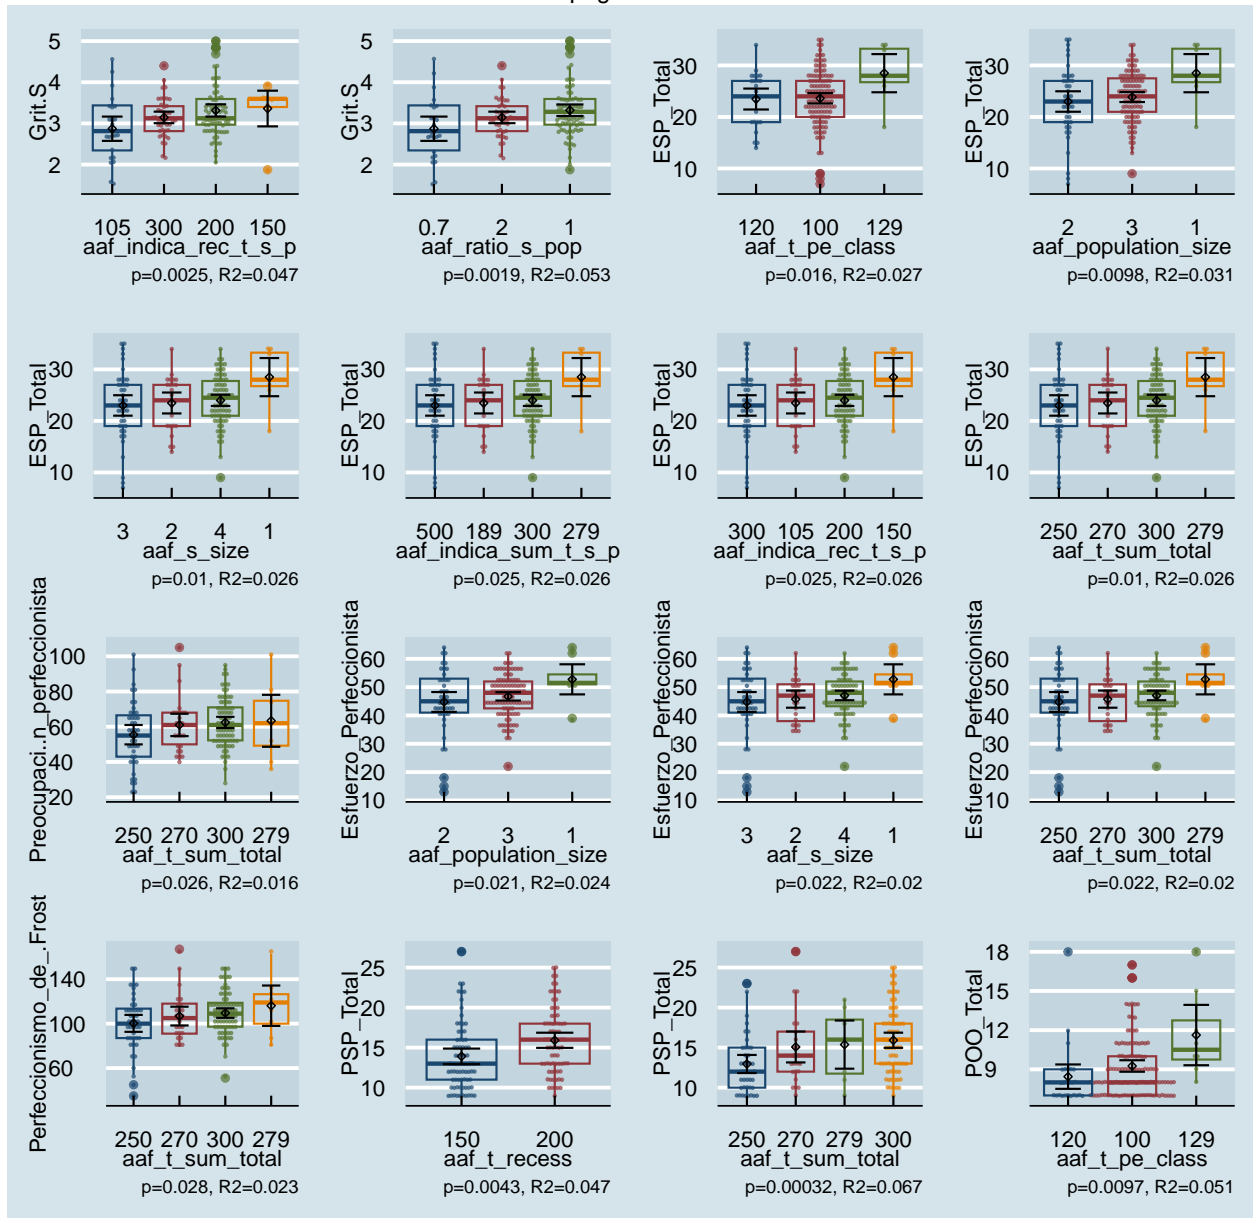 pag
5
4
3
2
Grit.S
105 300 200 150
aaf_indica_rec_t_s_p
p=0.0025, R2=0.047
5
4
3
2
Grit.S
0.7 2 1
aaf_ratio_s_pop
p=0.0019, R2=0.053
30
20
10
ESP_Total
120 100 129
aaf_t_pe_class
p=0.016, R2=0.027
30
20
10
ESP_Total
2 3 1
aaf_population_size
p=0.0098, R2=0.031
30
20
10
ESP_Total
3 2 4 1
aaf_s_size
p=0.01, R2=0.026
30
20
10
ESP_Total
500 189 300 279
aaf_indica_sum_t_s_p
p=0.025, R2=0.026
30
20
10
ESP_Total
300 105 200 150
aaf_indica_rec_t_s_p
p=0.025, R2=0.026
30
20
10
ESP_Total
250 270 300 279
aaf_t_sum_total
p=0.01, R2=0.026
100
80
60
40
20
Preocupaci..n_perfeccionista
250 270 300 279
aaf_t_sum_total
p=0.026, R2=0.016
60
50
40
30
20
10
Esfuerzo_Perfeccionista
2 3 1
aaf_population_size
p=0.021, R2=0.024
60
50
40
30
20
10
Esfuerzo_Perfeccionista
3 2 4 1
aaf_s_size
p=0.022, R2=0.02
60
50
40
30
20
10
Esfuerzo_Perfeccionista
250 270 300 279
aaf_t_sum_total
p=0.022, R2=0.02
140
100
60
Perfeccionismo_de_.Frost
250 270 300 279
aaf_t_sum_total
p=0.028, R2=0.023
25
20
15
10
PSP_Total
150 200
aaf_t_recess
p=0.0043, R2=0.047
25
20
15
10
PSP_Total
250 270 279 300
aaf_t_sum_total
p=0.00032, R2=0.067
18
15
12
9
POO_Total
120 100 129
aaf_t_pe_class
p=0.0097, R2=0.051